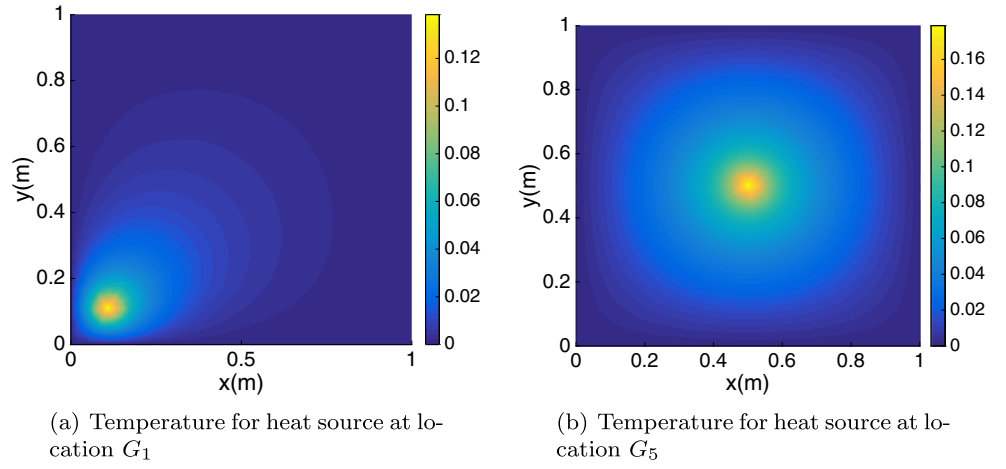 1
0.8
0.6
0.4
0.2
0
y(m)
0 0.5 1
x(m)
0.12
0.1
0.08
0.06
0.04
0.02
0
(a) Temperature for heat source at lo-
cation G1
1
0.8
0.6
0.4
0.2
0
y(m)
0 0.2 0.4 0.6 0.8 1
x(m)
0.16
0.14
0.12
0.1
0.08
0.06
0.04
0.02
0
(b) Temperature for heat source at lo-
cation G5